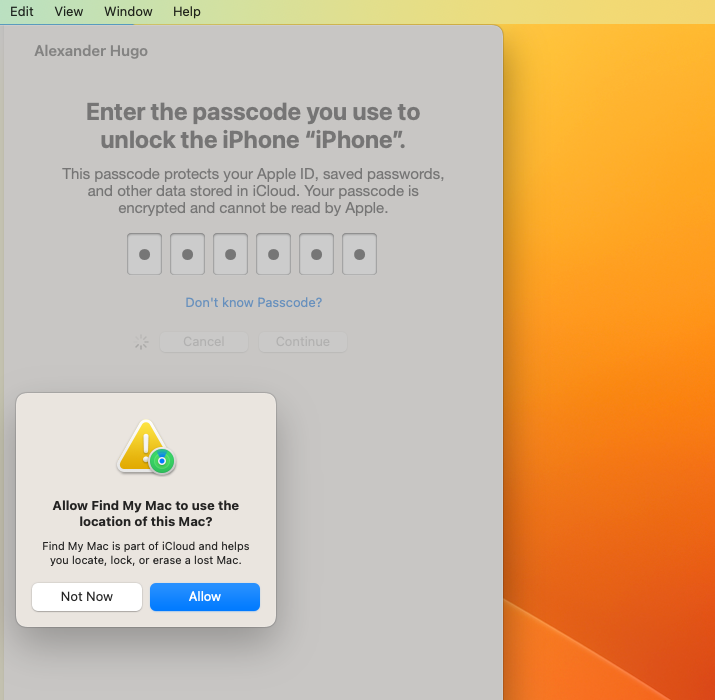 Edit View Window Help
Alexander Hugo
Enter the passcode you use to
unlock the iPhone “iPhone”.
This passcode protects your Apple ID, saved passwords,
and other data stored in iCloud. Your passcode is
encrypted and cannot be read by Apple.
Don't know Passcode?
Cancel Continue
Allow Find My Mac to use the
location of this Mac?
Find My Mac is part of iCloud and helps
you locate, lock, or erase a lost Mac.
Not Now Allow